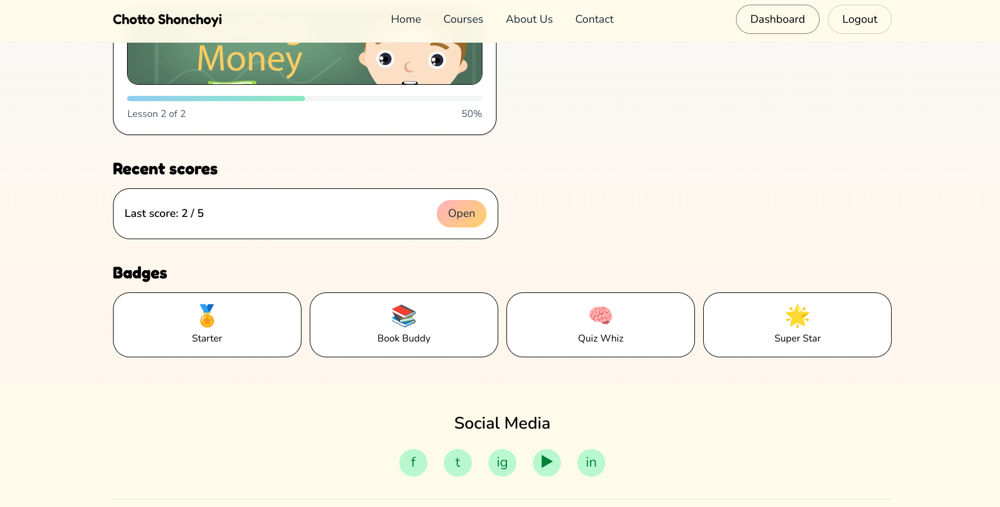 Chotto Shonchoyi
Home
Courses
About Us
Contact
Dashboard
Logout
Money
Lesson 2 of 2
50%
Recent scores
Last score: 2 / 5
Open
Badges
Starter
Book Buddy
Quiz Whiz
Super Star
Social Media
f
t
ig
in